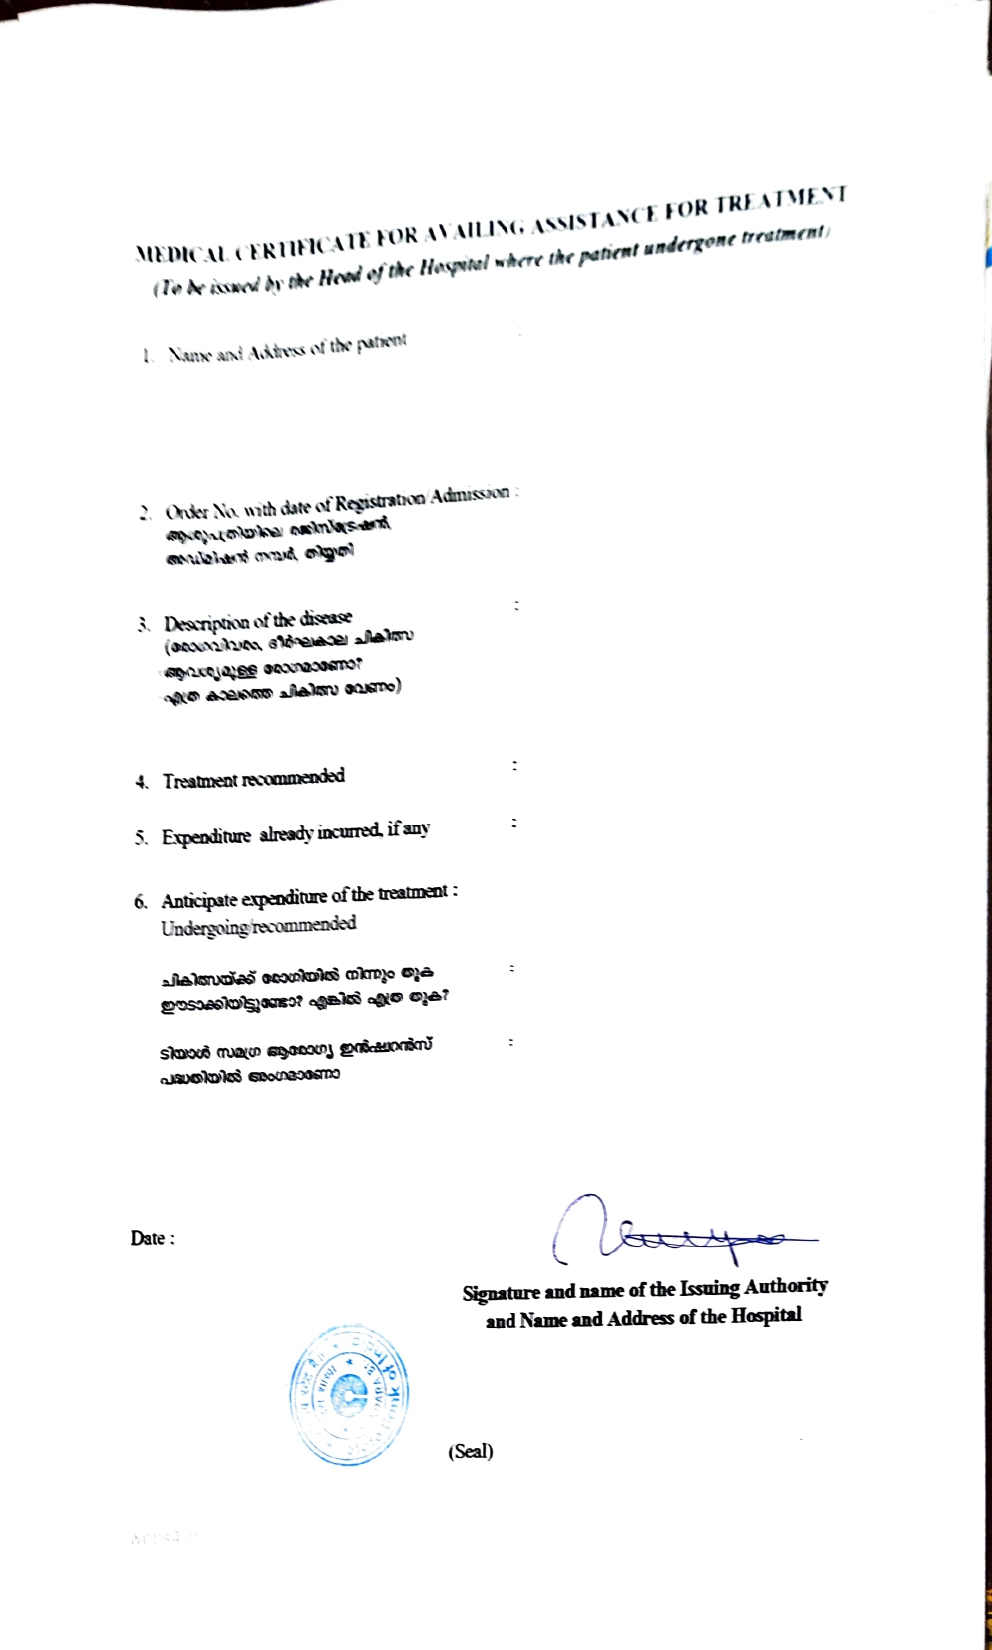 MEDICAL CERTIFICATE FOR AVAILING ASSISTANCE FOR TREATMENT
(To be issued by the Head of the Hospital where the patient undergone treatment)
1. Name and Address of the patient :
2. Order No. with date of Registration/Admission :
ആശുപത്രിയിലെ രജിസ്ട്രേഷൻ,
അഡ്മിഷൻ നമ്പർ, തിയ്യതി
3. Description of the disease :
(രോഗവിവരം, ദീർഘകാല ചികിത്സ
ആവശ്യമുള്ള രോഗമാണോ?
എത്ര കാലത്തെ ചികിത്സ വേണം)
4. Treatment recommended :
5. Expenditure already incurred, if any :
6. Anticipate expenditure of the treatment :
Undergoing/recommended
ചികിത്സയ്ക്ക് രോഗിയിൽ നിന്നും തുക :
ഈടാക്കിയിട്ടുണ്ടോ? എങ്കിൽ എത്ര തുക?
ടിയാൾ സമഗ്ര ആരോഗ്യ ഇൻഷ്വറൻസ് :
പദ്ധതിയിൽ അംഗമാണോ
Date :
Signature and name of the Issuing Authority
and Name and Address of the Hospital
(Seal)